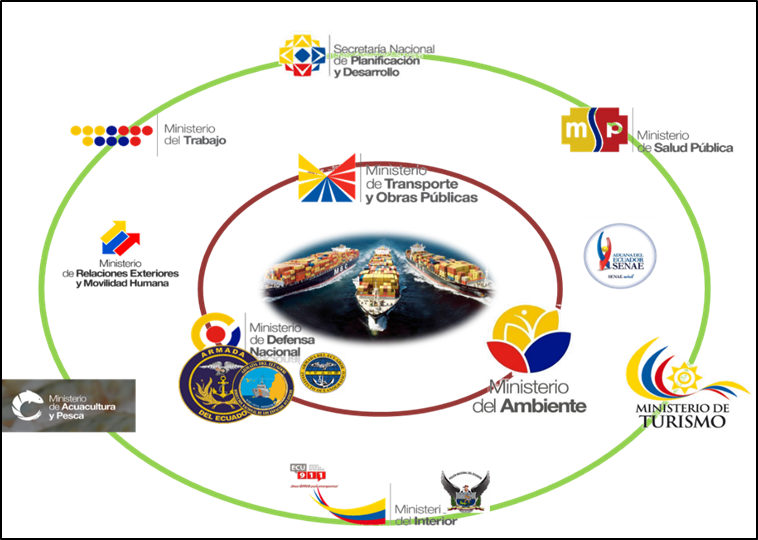 Secretaría Nacional
de Planificación
y Desarrollo
Ministerio
del Trabajo
msp
Ministerio
de Salud Pública
Ministerio
de Transporte
y Obras Públicas
Ministerio
de Relaciones Exteriores
y Movilidad Humana
ADUANA DEL
ECUADOR
SENAE
SENAE
Ministerio
de Defensa
Nacional
ARMADA
DEL ECUADOR
Ministerio
del Ambiente
Ministerio
de Acuacultura
y Pesca
MINISTERIO DE
TURISMO
ECU
911
Ministeri
del Interior